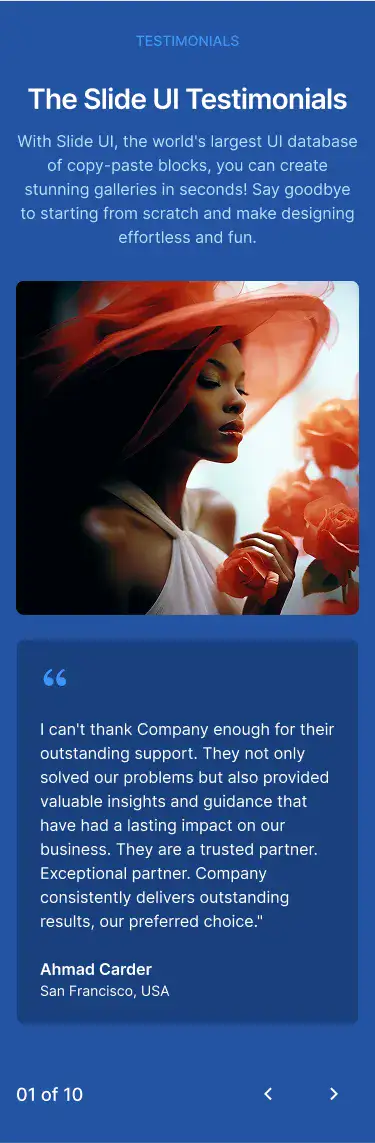 TESTIMONIALS
The Slide UI Testimonials
With Slide UI, the world's largest UI database
of copy-paste blocks, you can create
stunning galleries in seconds! Say goodbye
to starting from scratch and make designing
effortless and fun.
“
I can't thank Company enough for their
outstanding support. They not only
solved our problems but also provided
valuable insights and guidance that
have had a lasting impact on our
business. They are a trusted partner.
Exceptional partner. Company
consistently delivers outstanding
results, our preferred choice."
Ahmad Carder
San Francisco, USA
01 of 10